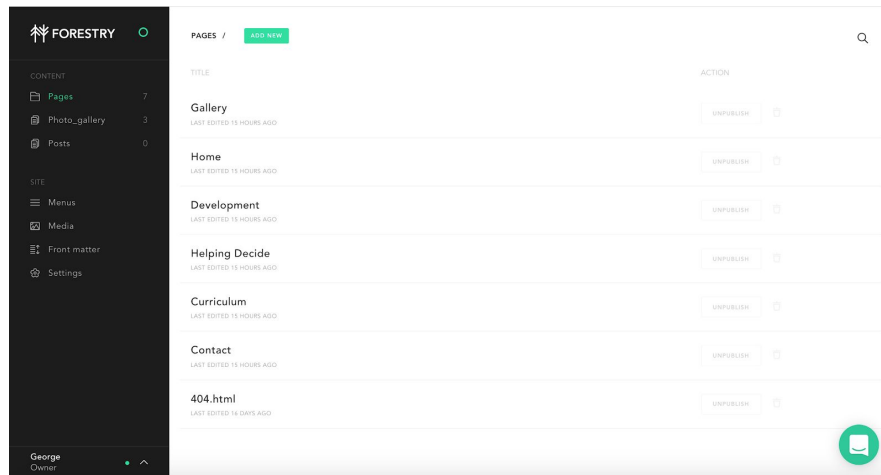 FORESTRY
CONTENT
Pages 7
Photo_gallery 3
Posts 0
SITE
Menus
Media
Front matter
Settings
George
Owner
PAGES / ADD NEW
TITLE ACTION
Gallery
LAST EDITED 15 HOURS AGO
UNPUBLISH
Home
LAST EDITED 15 HOURS AGO
UNPUBLISH
Development
LAST EDITED 15 HOURS AGO
UNPUBLISH
Helping Decide
LAST EDITED 15 HOURS AGO
UNPUBLISH
Curriculum
LAST EDITED 15 HOURS AGO
UNPUBLISH
Contact
LAST EDITED 15 HOURS AGO
UNPUBLISH
404.html
LAST EDITED 16 DAYS AGO
UNPUBLISH